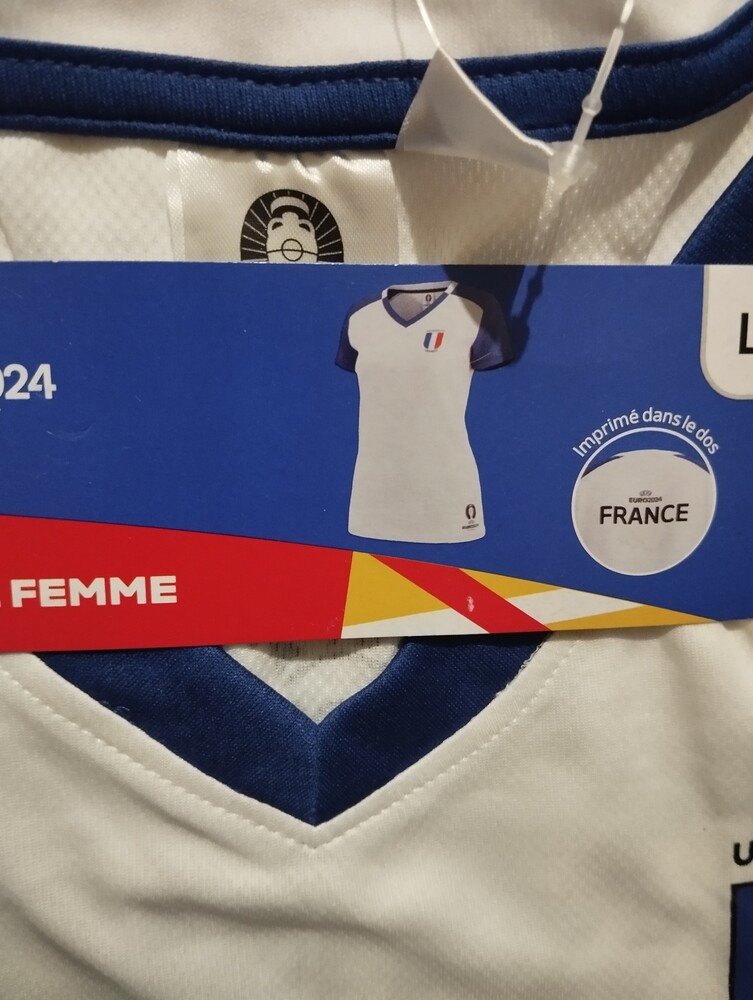 024
L
Imprimé dans le dos
EURO2024
FRANCE
FEMME
U